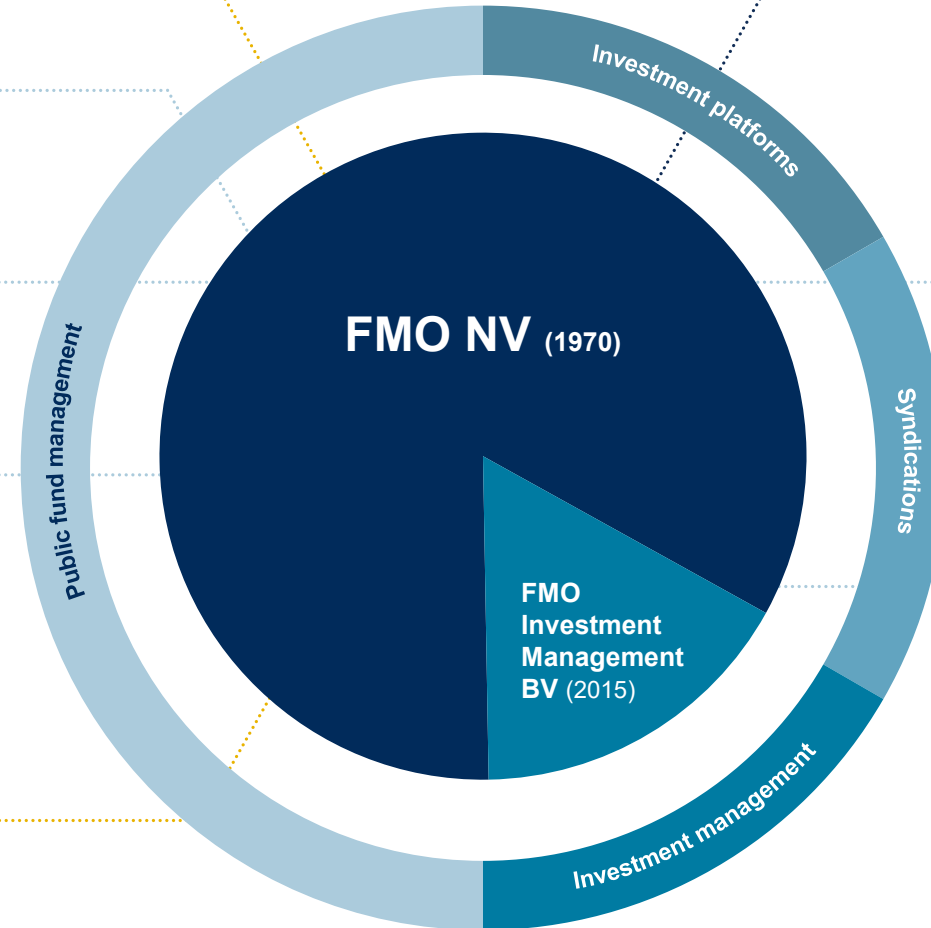 Investment platforms
FMO NV (1970)
Public fund management
Syndications
FMO
Investment
Management
BV (2015)
Investment management